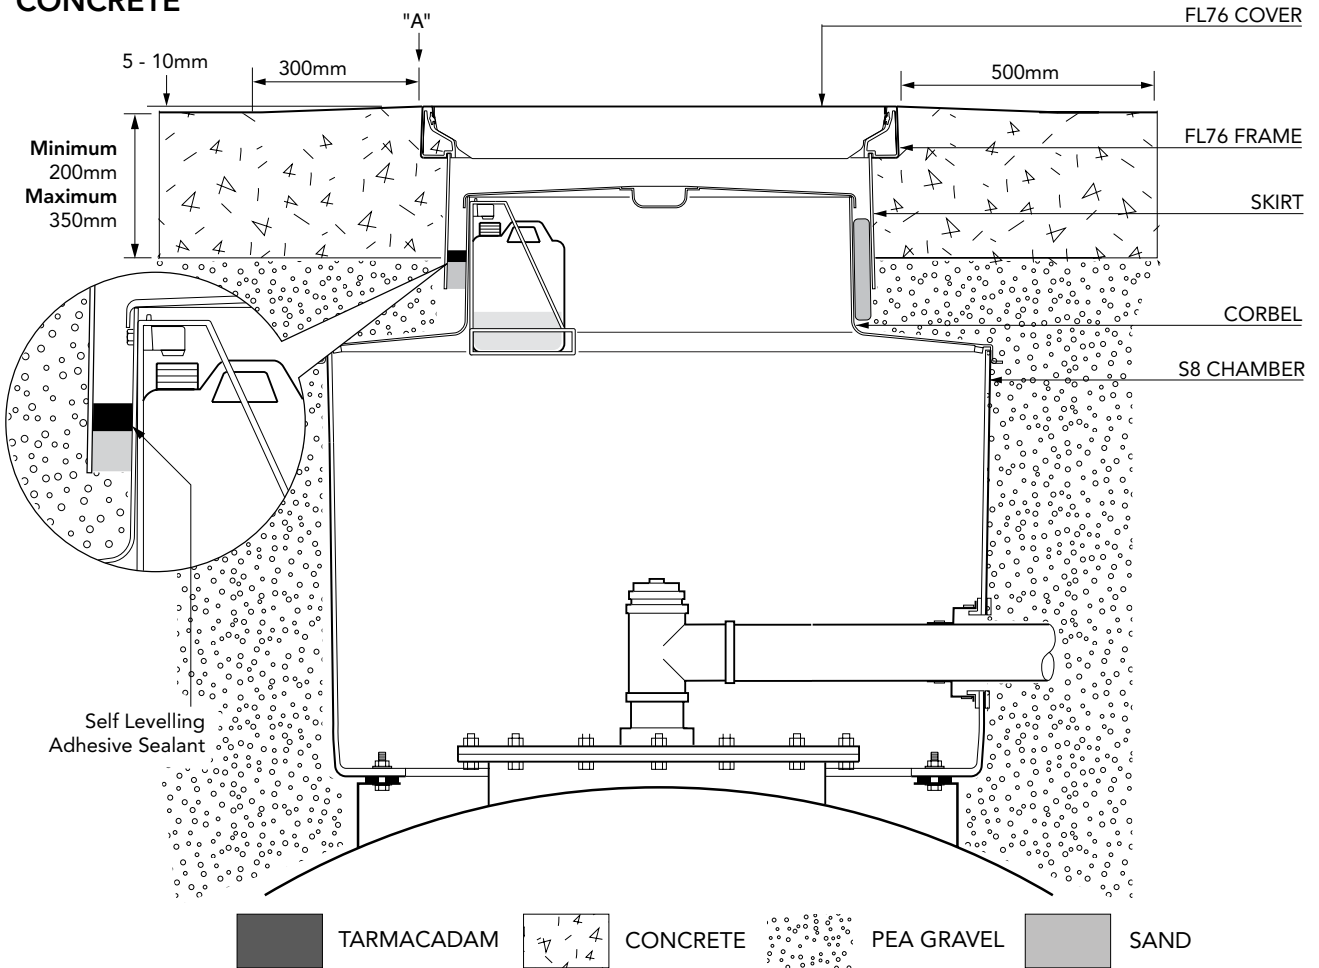 CONCRETE
"A"
FL76 COVER
5 - 10mm
300mm
500mm
Minimum
200mm
Maximum
350mm
FL76 FRAME
SKIRT
CORBEL
S8 CHAMBER
Self Levelling
Adhesive Sealant
TARMACADAM
CONCRETE
PEA GRAVEL
SAND